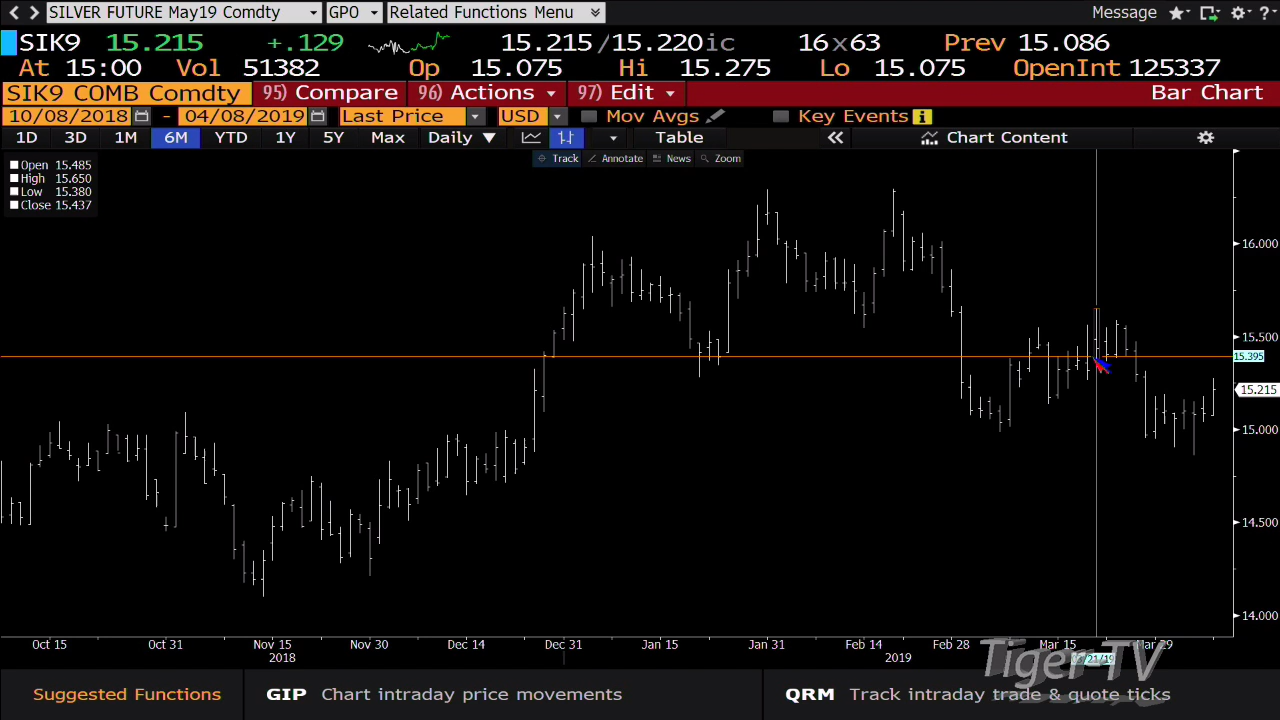 SILVER FUTURE May19 Comdty GPO Related Functions Menu Message ?
SIK9 15.215 +.129 15.215/15.220ic 16x63 Prev 15.086
At 15:00 Vol 51382 Op 15.075 Hi 15.275 Lo 15.075 OpenInt 125337
SIK9 COMB Comdty 95) Compare 96) Actions 97) Edit Bar Chart
10/08/2018 - 04/08/2019 Last Price USD Mov Avgs Key Events i
1D 3D 1M 6M YTD 1Y 5Y Max Daily Table Chart Content
Track Annotate News Zoom
Open 15.485
High 15.650
Low 15.380
Close 15.437
16.000
15.500
15.395
15.215
15.000
14.500
14.000
Oct 15 Oct 31 Nov 15 Nov 30 Dec 14 Dec 31 Jan 15 Jan 31 Feb 14 Feb 28 Mar 15 Mar 29
2018 2019 03/21/19
Tiger-TV
Suggested Functions GIP Chart intraday price movements QRM Track intraday trade & quote ticks